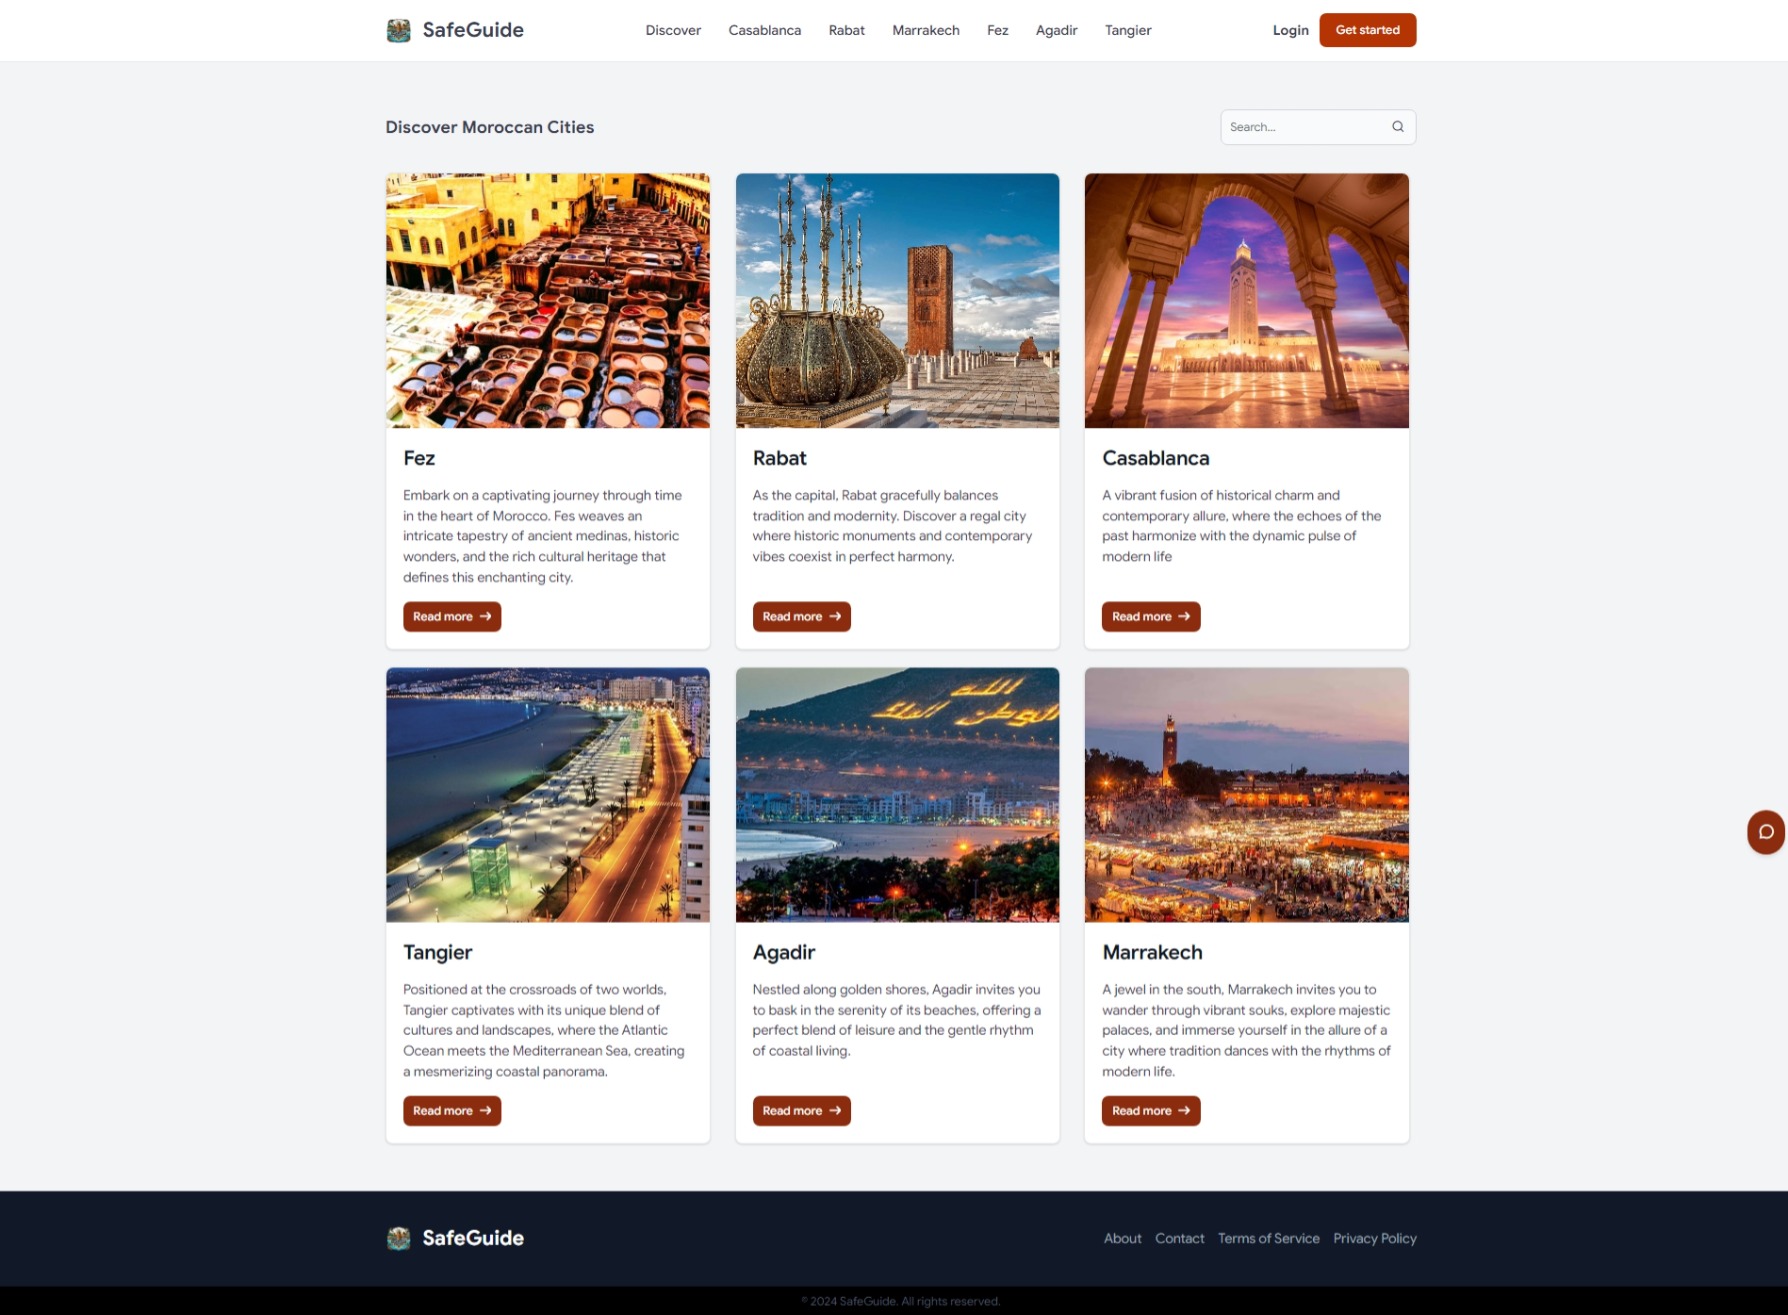 SafeGuide
Discover Casablanca Rabat Marrakech Fez Agadir Tangier
Login Get started
Discover Moroccan Cities
Search...
Fez
Embark on a captivating journey through time
in the heart of Morocco. Fes weaves an
intricate tapestry of ancient medinas, historic
wonders, and the rich cultural heritage that
defines this enchanting city.
Read more →
Rabat
As the capital, Rabat gracefully balances
tradition and modernity. Discover a regal city
where historic monuments and contemporary
vibes coexist in perfect harmony.
Read more →
Casablanca
A vibrant fusion of historical charm and
contemporary allure, where the echoes of the
past harmonize with the dynamic pulse of
modern life
Read more →
Tangier
Positioned at the crossroads of two worlds,
Tangier captivates with its unique blend of
cultures and landscapes, where the Atlantic
Ocean meets the Mediterranean Sea, creating
a mesmerizing coastal panorama.
Read more →
الله
الوطن الملك
Agadir
Nestled along golden shores, Agadir invites you
to bask in the serenity of its beaches, offering a
perfect blend of leisure and the gentle rhythm
of coastal living.
Read more →
Marrakech
A jewel in the south, Marrakech invites you to
wander through vibrant souks, explore majestic
palaces, and immerse yourself in the allure of a
city where tradition dances with the rhythms of
modern life.
Read more →
SafeGuide
About Contact Terms of Service Privacy Policy
© 2024 SafeGuide. All rights reserved.